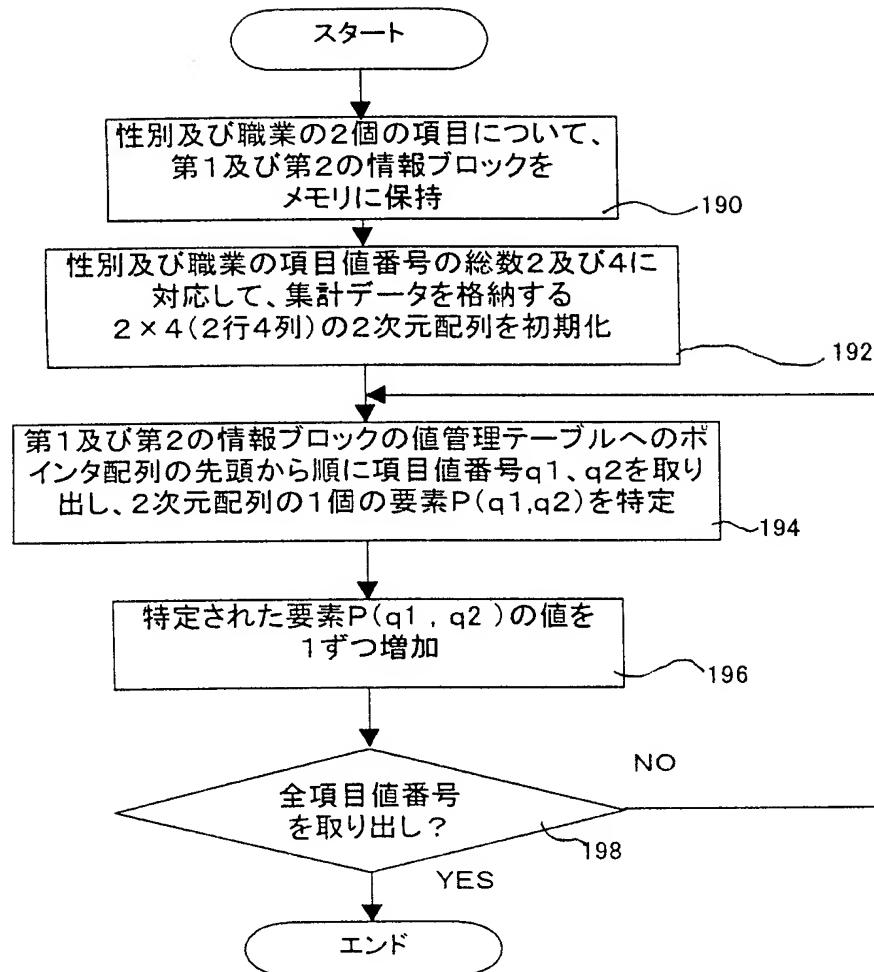 スタート
性別及び職業の2個の項目について、
第1及び第2の情報ブロックを
メモリに保持
190
性別及び職業の項目値番号の総数2及び4に
対応して、集計データを格納する
2×4(2行4列)の2次元配列を初期化
192
第1及び第2の情報ブロックの値管理テーブルへのポ
インタ配列の先頭から順に項目値番号q1、q2を取り
出し、2次元配列の1個の要素P(q1,q2)を特定
194
特定された要素P(q1,q2)の値を
1ずつ増加
196
NO
全項目値番号
を取り出し?
198
YES
エンド